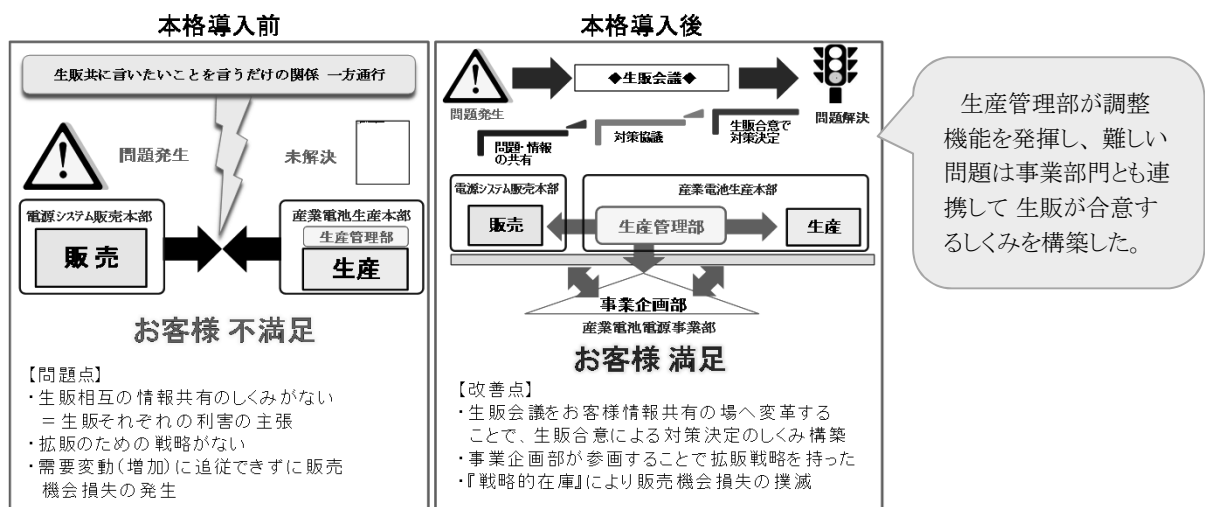 本格導入前
生販共に言いたいことを言うだけの関係 一方通行
問題発生
未解決
電源システム販売本部
販売
産業電池生産本部
生産管理部
生産
お客様 不満足
【問題点】
・生販相互の情報共有のしくみがない
＝生販それぞれの利害の主張
・拡販のための戦略がない
・需要変動(増加)に追従できずに販売
機会損失の発生
本格導入後
問題発生
◆生販会議◆
問題解決
問題・情報
の共有
対策協議
生販合意で
対策決定
電源システム販売本部
販売
産業電池生産本部
生産管理部
生産
事業企画部
産業電池電源事業部
お客様 満足
【改善点】
・生販会議をお客様情報共有の場へ変革する
ことで、生販合意による対策決定のしくみ構築
・事業企画部が参画することで拡販戦略を持った
・『戦略的在庫』により販売機会損失の撲滅
生産管理部が調整
機能を発揮し、難しい
問題は事業部門とも連
携して 生販が合意す
るしくみを構築した。